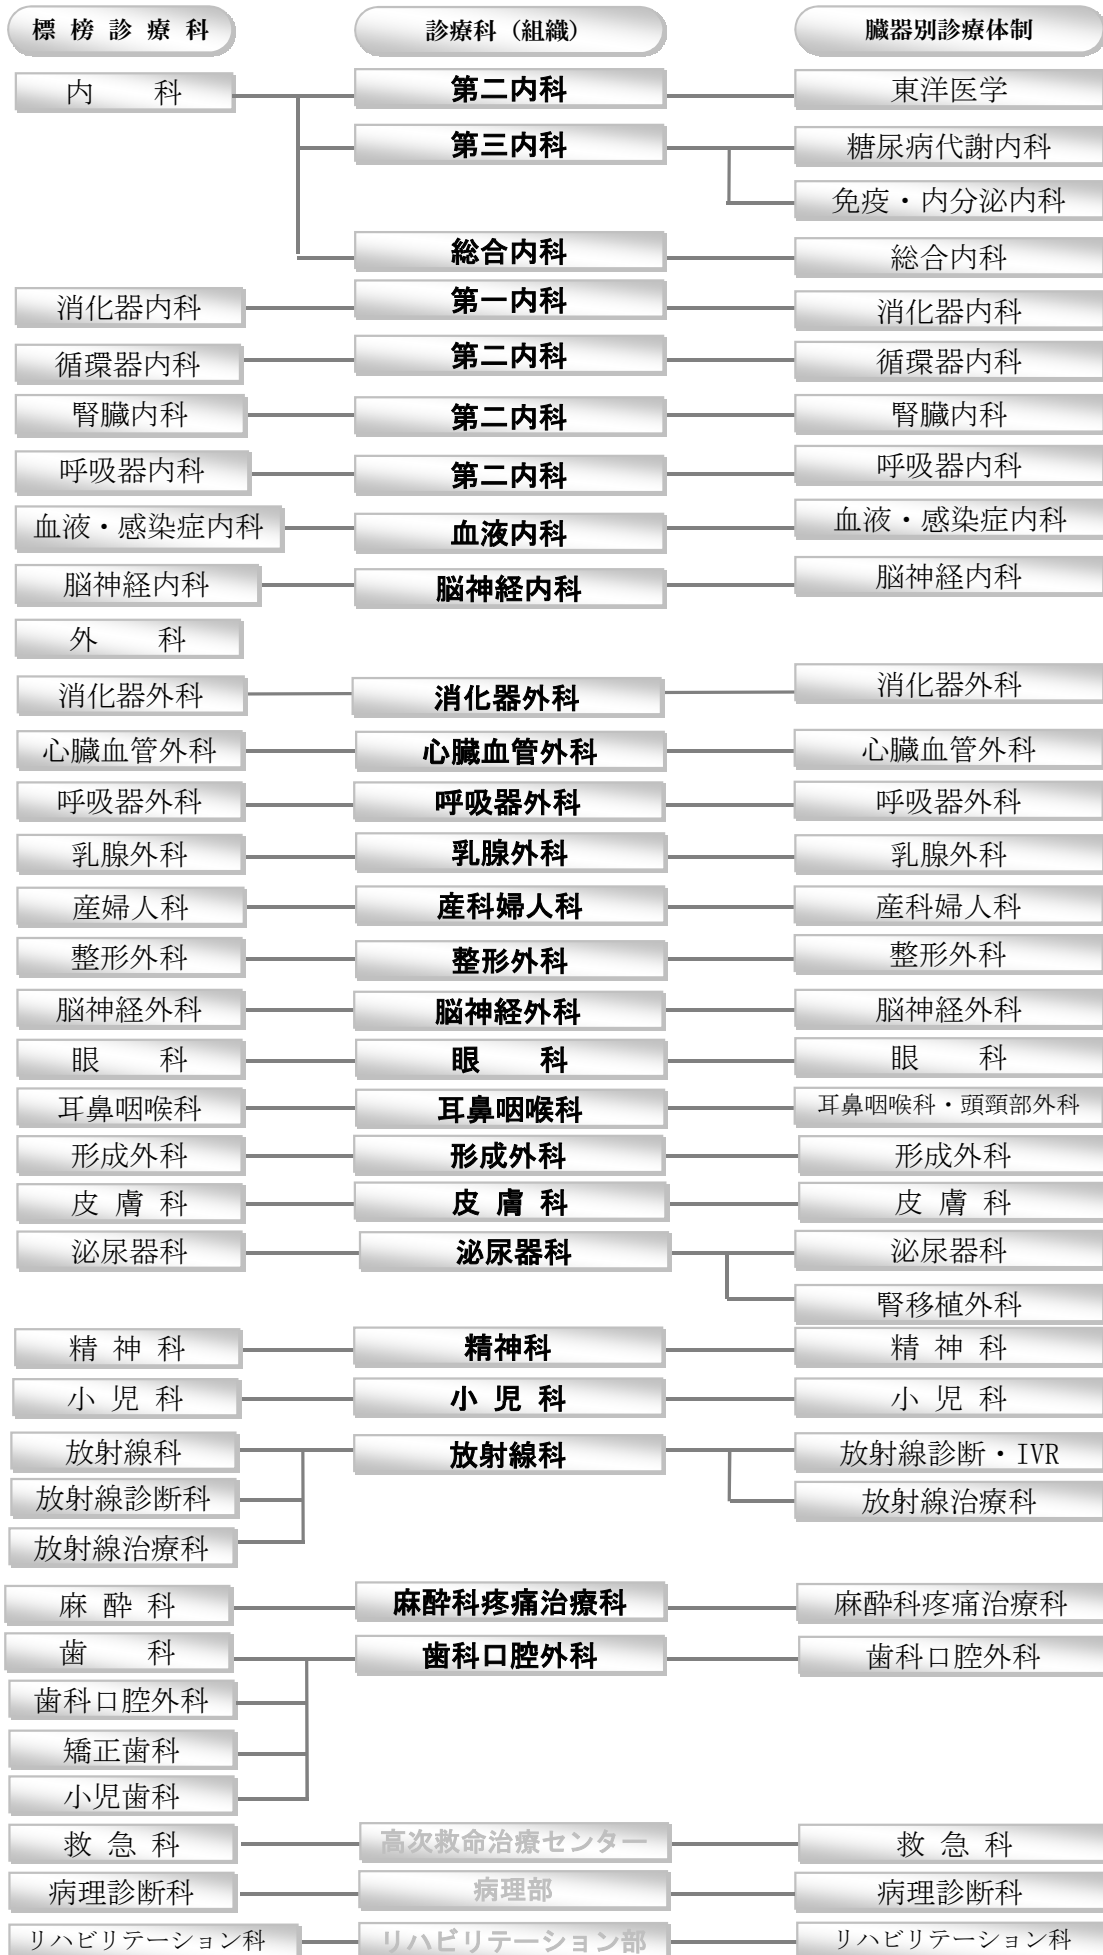 標 榜 診 療 科 診療科（組織） 臓器別診療体制
内　　科 第二内科 東洋医学
第三内科 糖尿病代謝内科
免疫・内分泌内科
総合内科 総合内科
消化器内科 第一内科 消化器内科
循環器内科 第二内科 循環器内科
腎臓内科 第二内科 腎臓内科
呼吸器内科 第二内科 呼吸器内科
血液・感染症内科 血液内科 血液・感染症内科
脳神経内科 脳神経内科 脳神経内科
外　　科
消化器外科 消化器外科 消化器外科
心臓血管外科 心臓血管外科 心臓血管外科
呼吸器外科 呼吸器外科 呼吸器外科
乳腺外科 乳腺外科 乳腺外科
産婦人科 産科婦人科 産科婦人科
整形外科 整形外科 整形外科
脳神経外科 脳神経外科 脳神経外科
眼　　科 眼　　科 眼　　科
耳鼻咽喉科 耳鼻咽喉科 耳鼻咽喉科・頭頸部外科
形成外科 形成外科 形成外科
皮 膚 科 皮 膚 科 皮 膚 科
泌尿器科 泌尿器科 泌尿器科
腎移植外科
精 神 科 精神科 精 神 科
小 児 科 小 児 科 小 児 科
放射線科 放射線科 放射線診断・IVR
放射線診断科 放射線治療科
放射線治療科
麻 酔 科 麻酔科疼痛治療科 麻酔科疼痛治療科
歯　　科 歯科口腔外科 歯科口腔外科
歯科口腔外科
矯正歯科
小児歯科
救 急 科 高次救命治療センター 救 急 科
病理診断科 病理部 病理診断科
リハビリテーション科 リハビリテーション部 リハビリテーション科